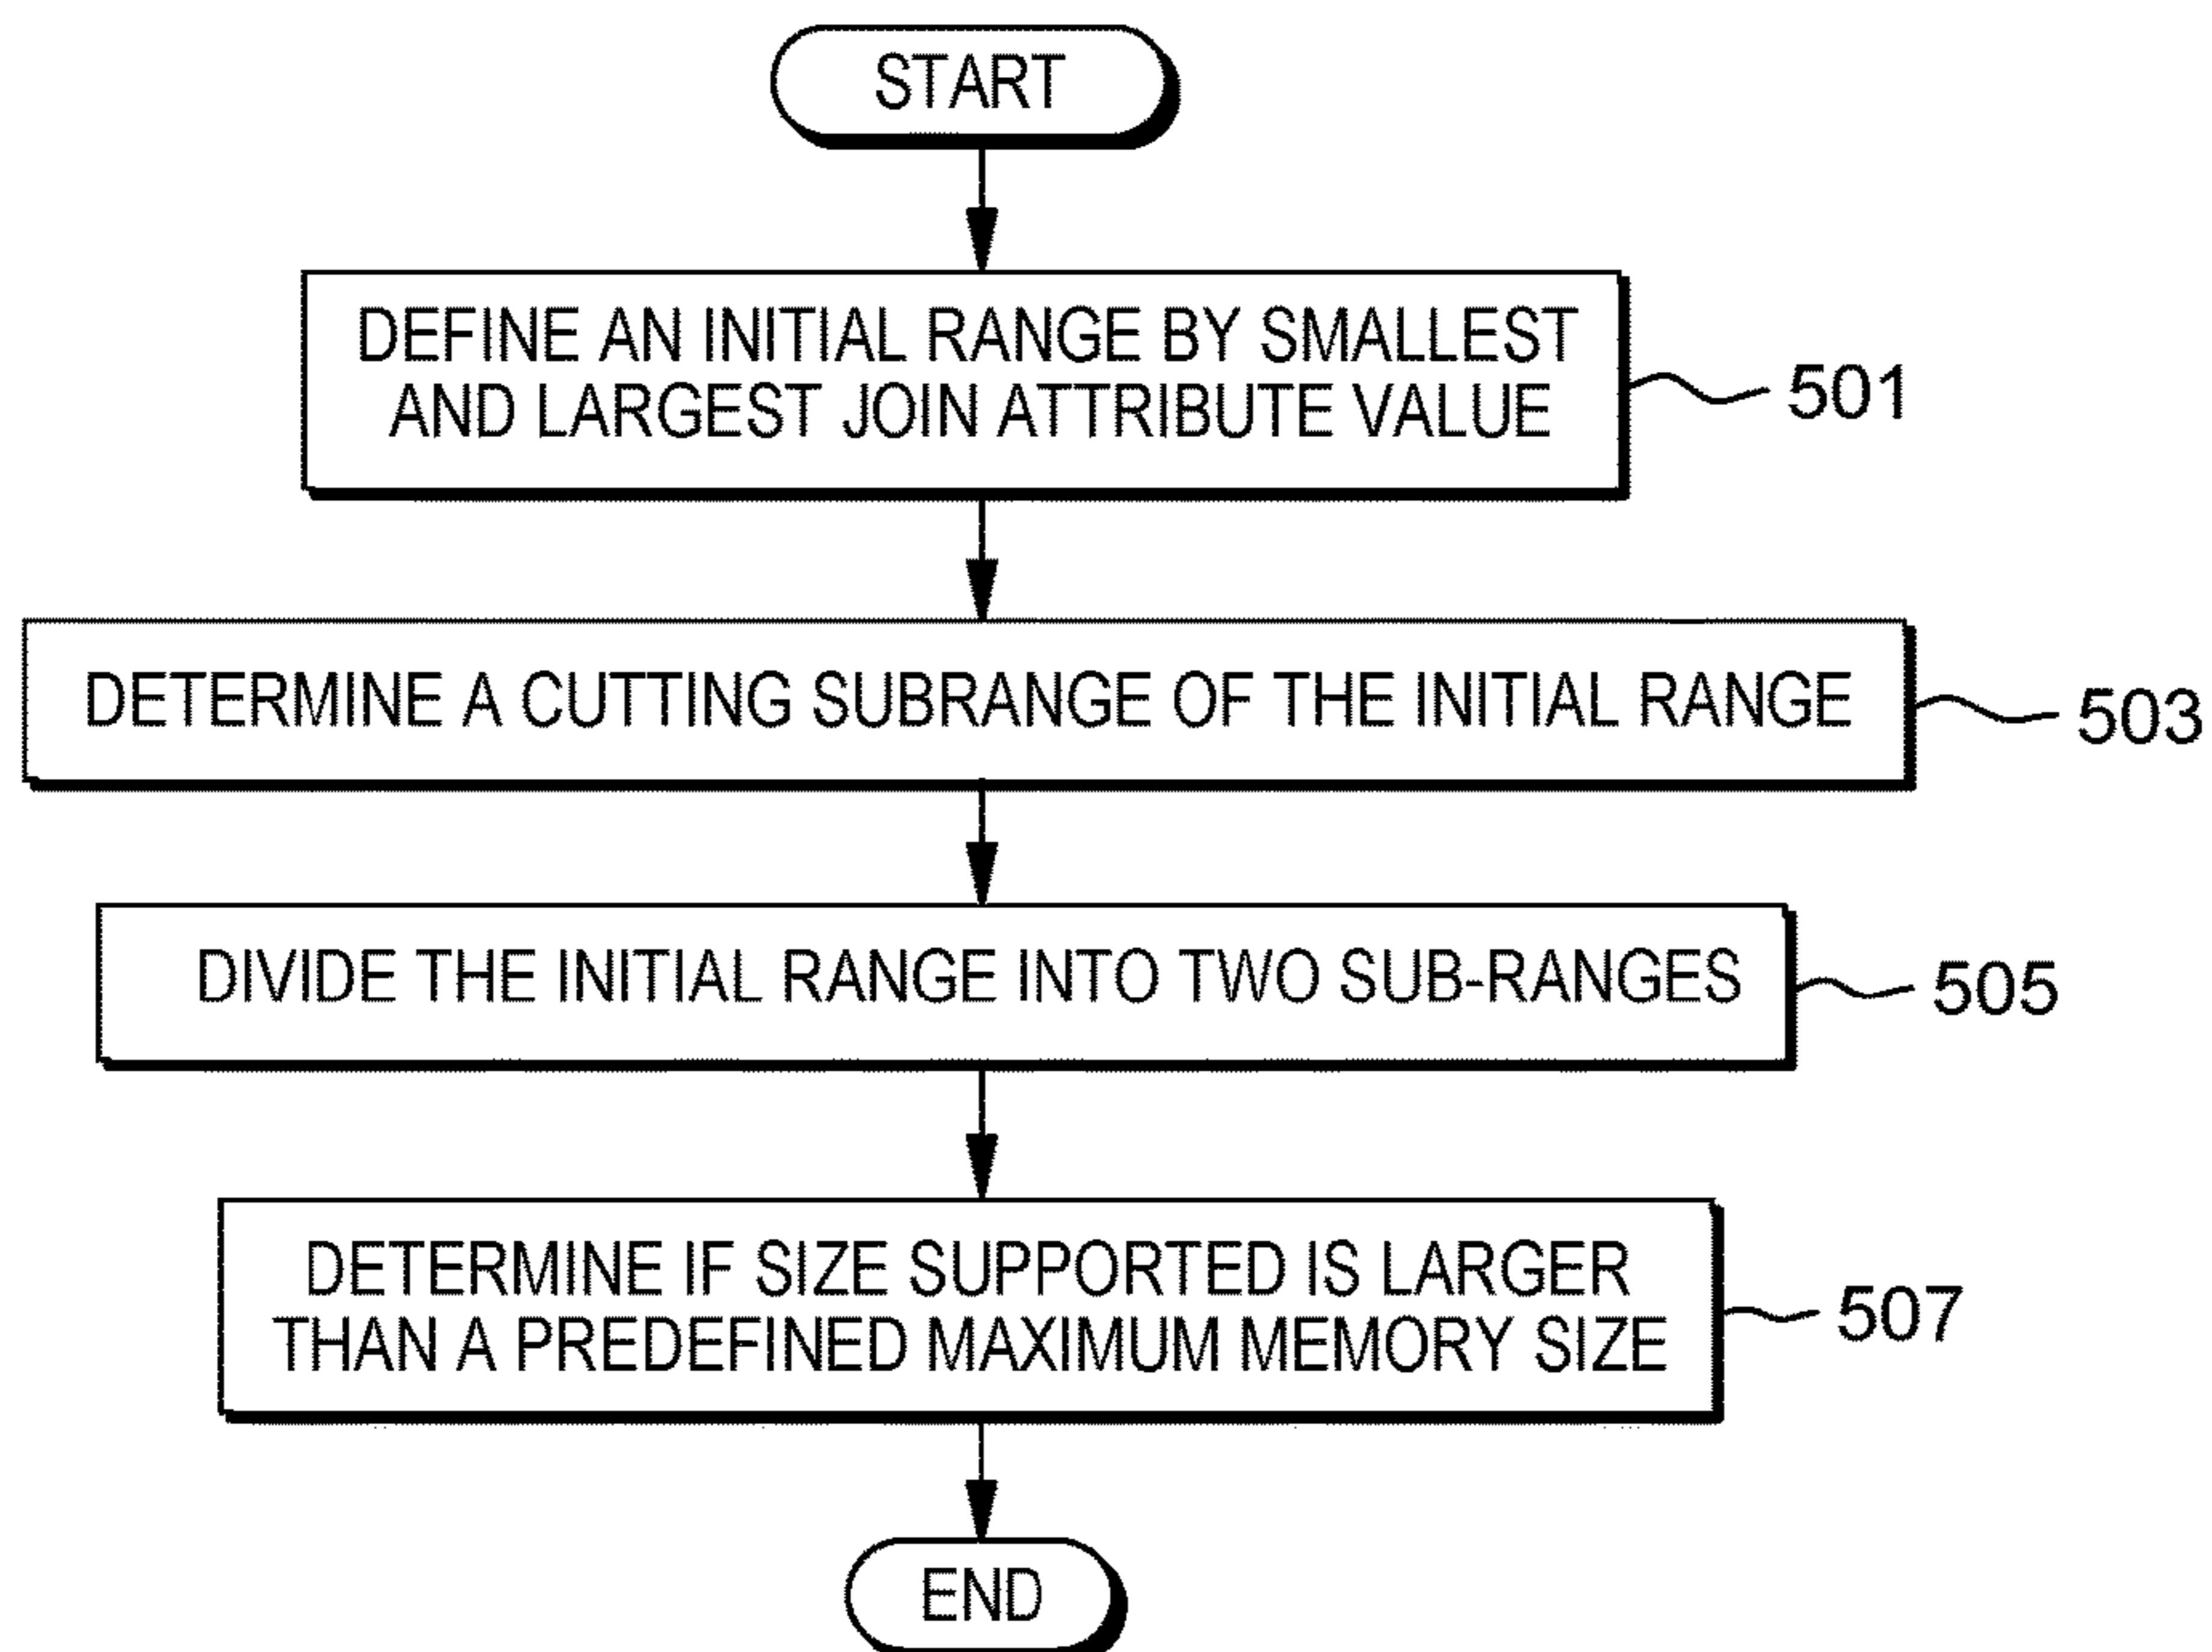 START
DEFINE AN INITIAL RANGE BY SMALLEST
AND LARGEST JOIN ATTRIBUTE VALUE
501
DETERMINE A CUTTING SUBRANGE OF THE INITIAL RANGE
503
DIVIDE THE INITIAL RANGE INTO TWO SUB-RANGES
505
DETERMINE IF SIZE SUPPORTED IS LARGER
THAN A PREDEFINED MAXIMUM MEMORY SIZE
507
END